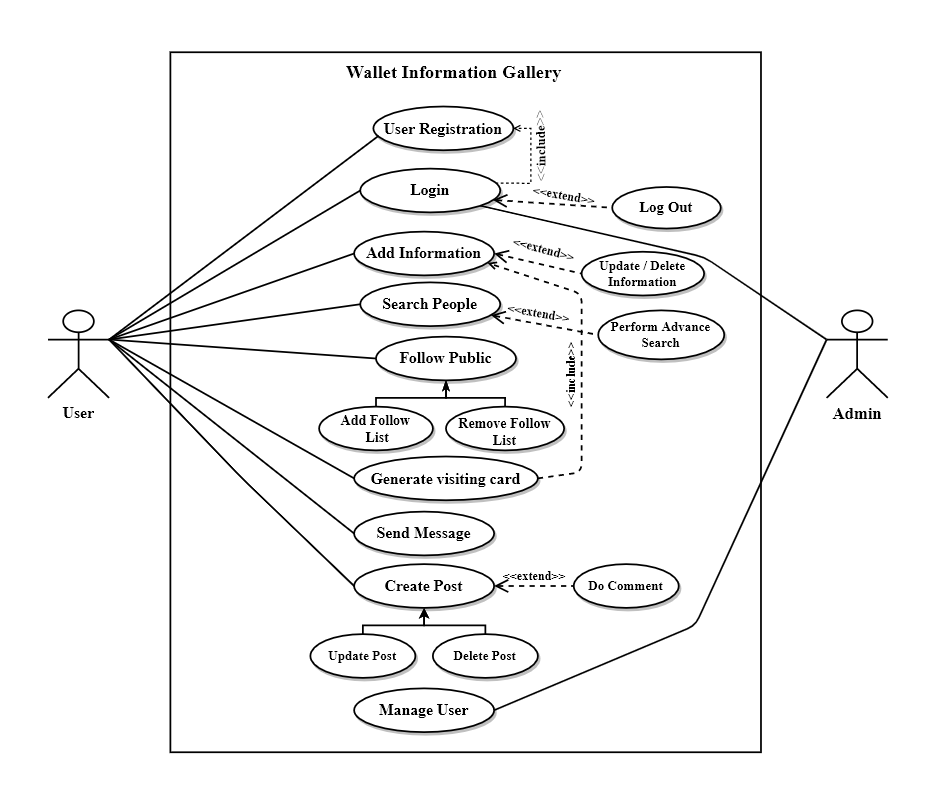 Wallet Information Gallery
User Registration
<<include>>
Login
<<extend>>
Log Out
Add Information
<<extend>>
Update / Delete
Information
Search People
<<extend>>
Perform Advance
Search
Follow Public
<<include>>
Add Follow
List
Remove Follow
List
User
Admin
Generate visiting card
Send Message
Create Post
<<extend>>
Do Comment
Update Post
Delete Post
Manage User